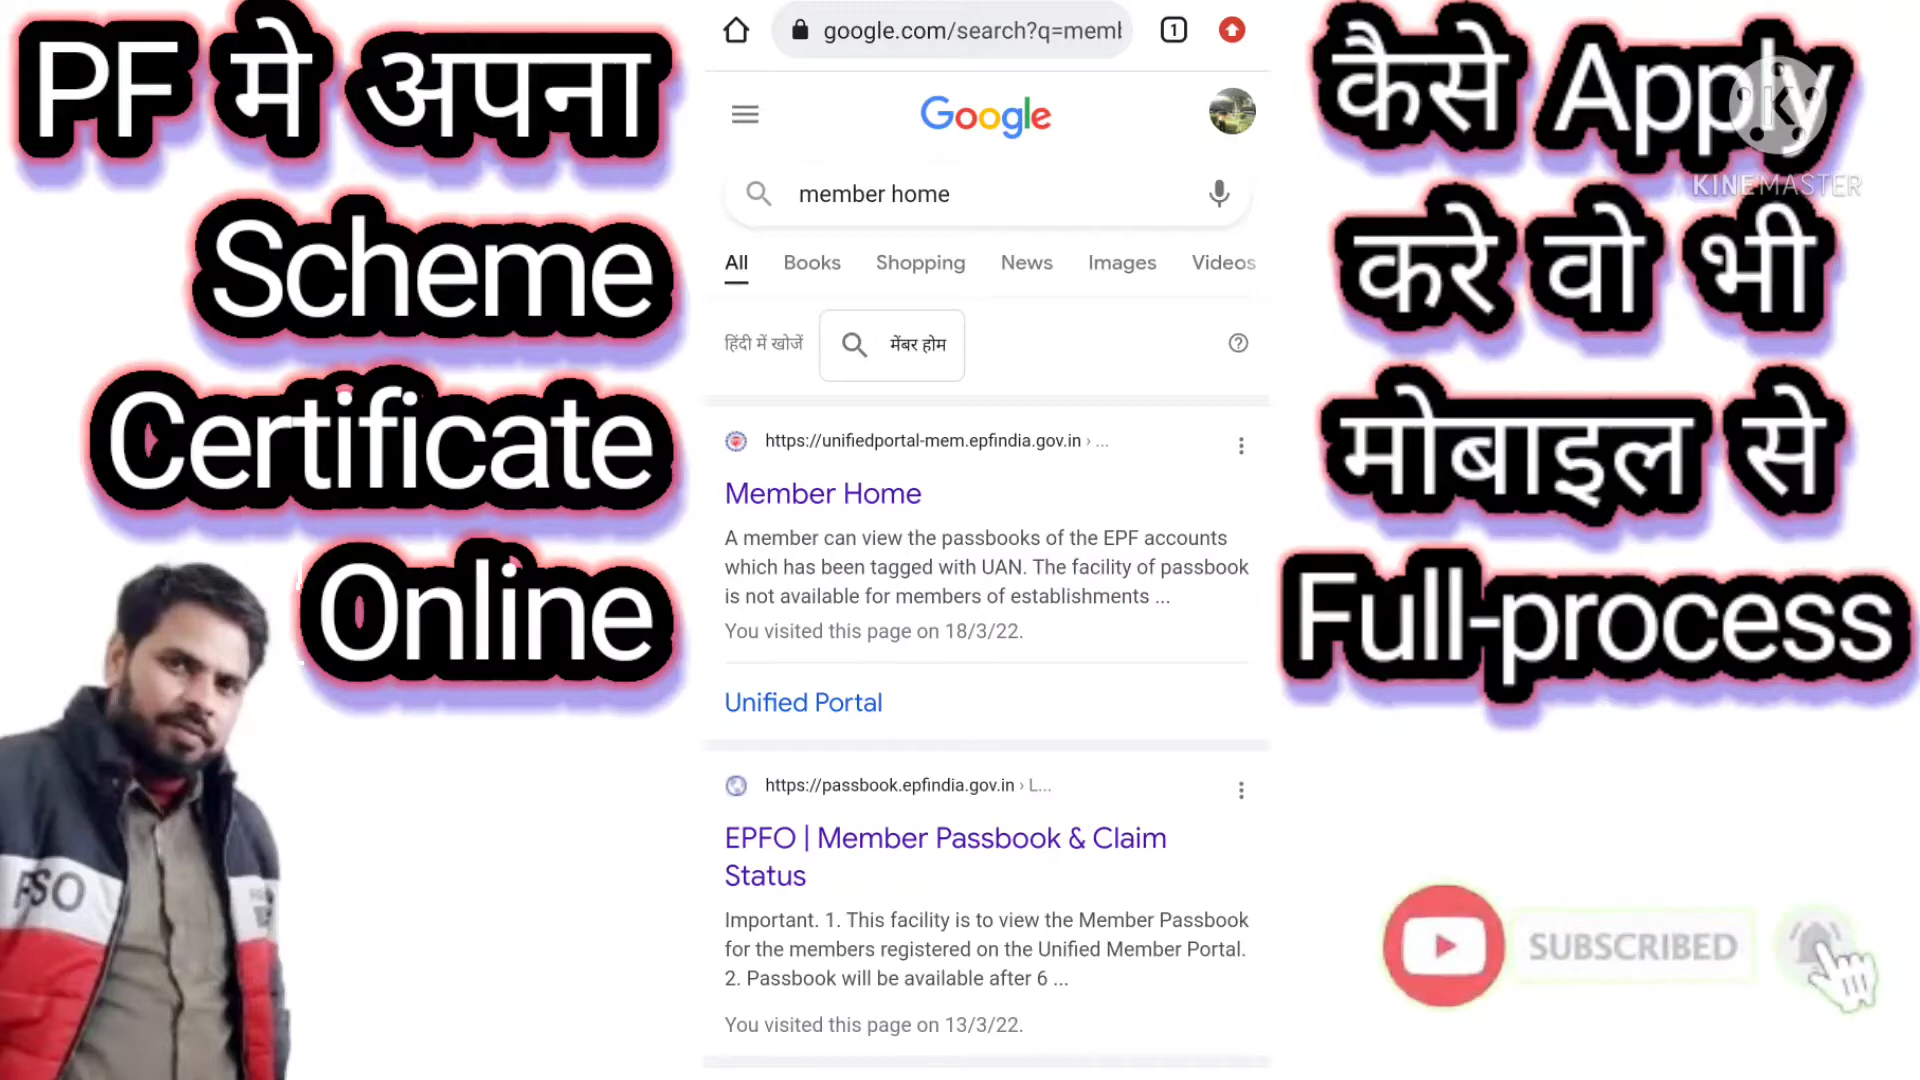 PF मे अपना
Scheme
Certificate
Online
google.com/search?q=meml
1
Google
member home
All Books Shopping News Images Videos
हिंदी में खोजें मेंबर होम
https://unifiedportal-mem.epfindia.gov.in › ...
Member Home
A member can view the passbooks of the EPF accounts
which has been tagged with UAN. The facility of passbook
is not available for members of establishments ...
You visited this page on 18/3/22.
Unified Portal
https://passbook.epfindia.gov.in › L...
EPFO | Member Passbook & Claim
Status
Important. 1. This facility is to view the Member Passbook
for the members registered on the Unified Member Portal.
2. Passbook will be available after 6 ...
You visited this page on 13/3/22.
कैसे Apply
करे वो भी
मोबाइल से
Full-process
K
KINEMASTER
SUBSCRIBED